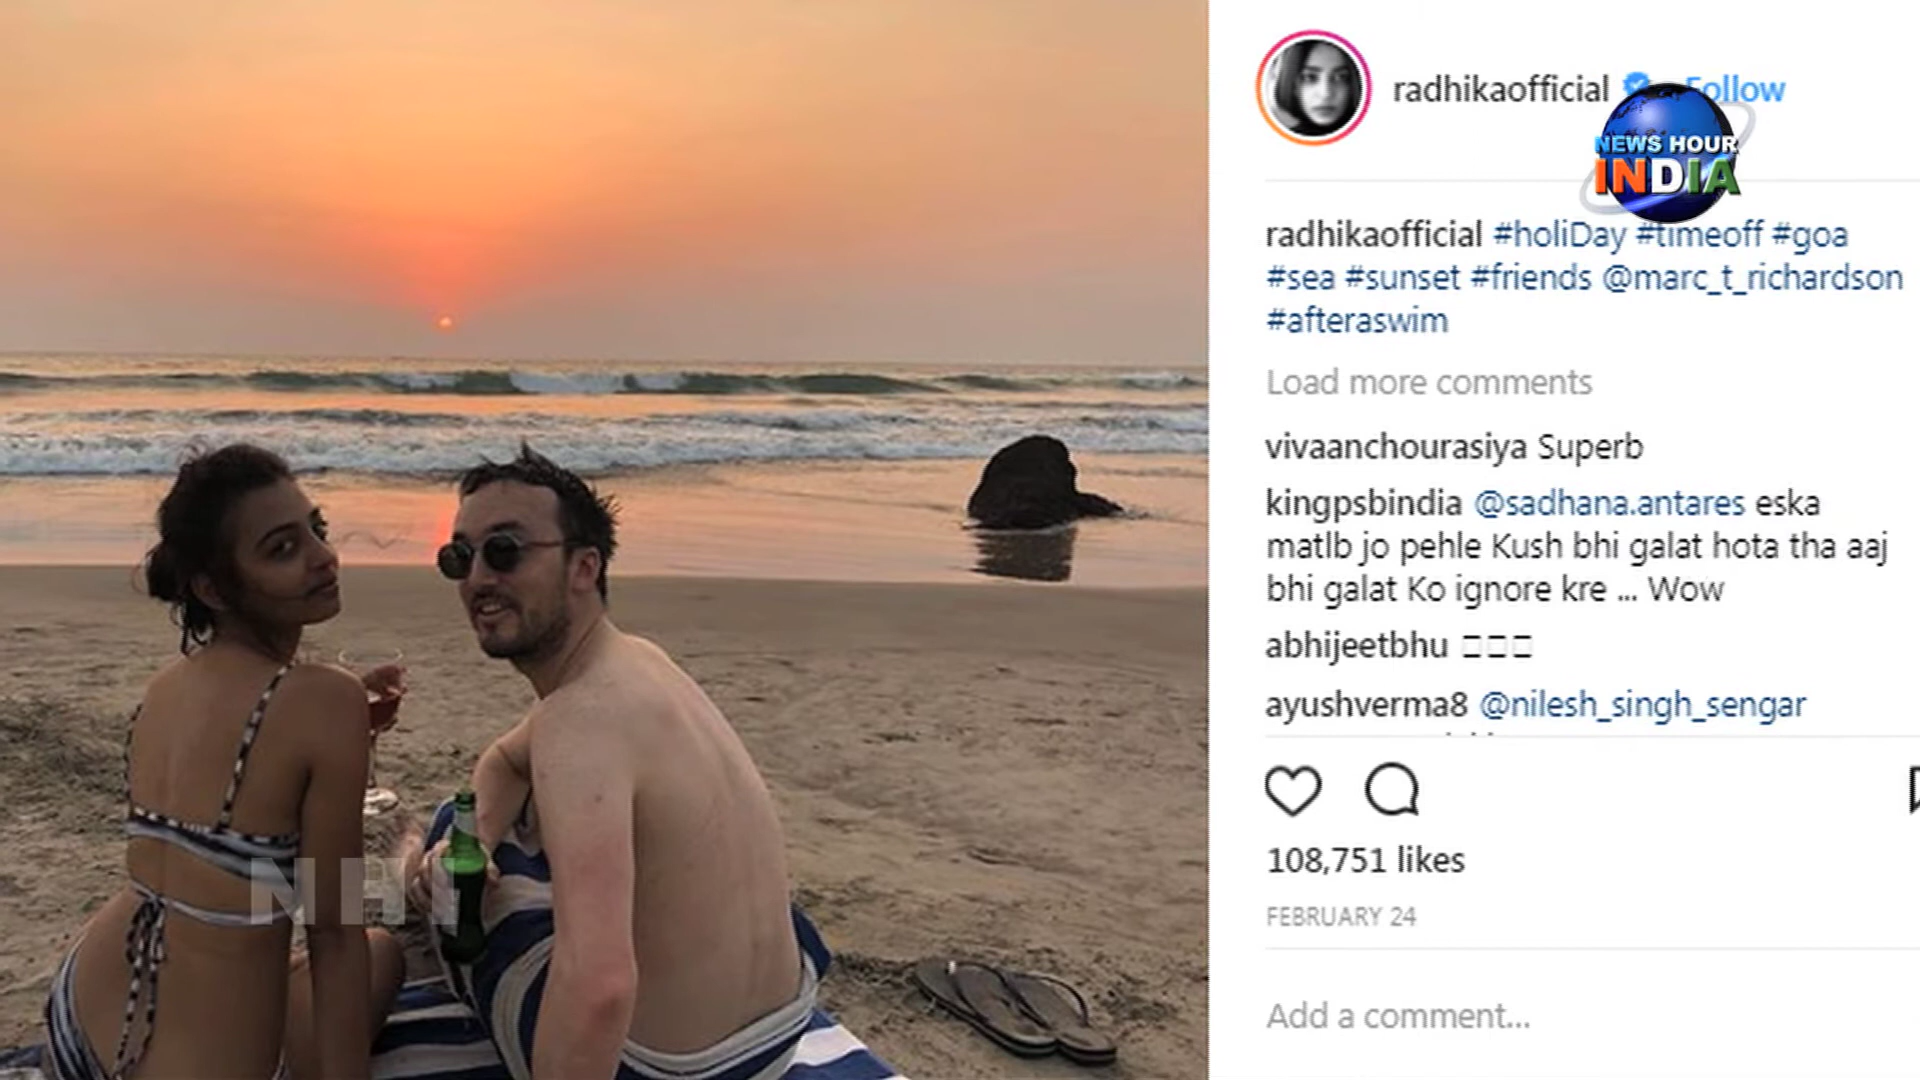 radhikaofficial Follow
NEWS HOUR
INDIA
radhikaofficial #holiDay #timeoff #goa
#sea #sunset #friends @marc_t_richardson
#afteraswim
Load more comments
vivaanchourasiya Superb
kingpsbindia @sadhana.antares eska
matlb jo pehle Kush bhi galat hota tha aaj
bhi galat Ko ignore kre ... Wow
abhijeetbhu
ayushverma8 @nilesh_singh_sengar
NHI
108,751 likes
FEBRUARY 24
Add a comment...